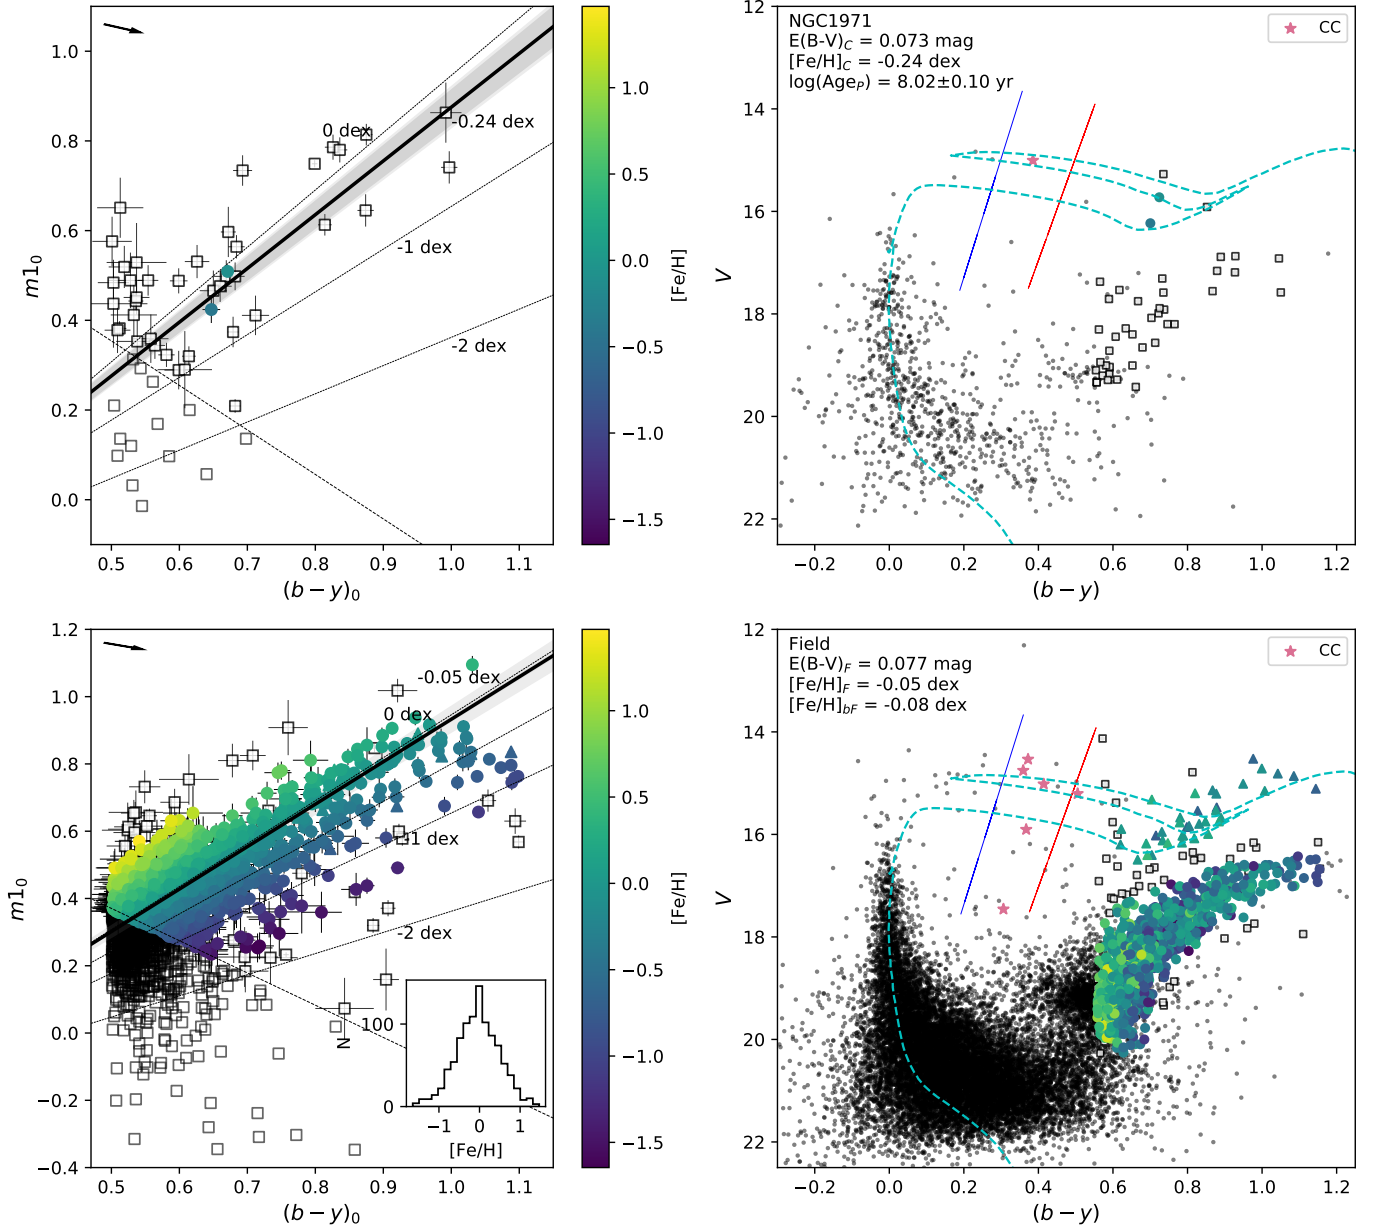 1.0
0.8
0.6
0.4
0.2
0.0
m1₀
0 dex
-0.24 dex
-1 dex
-2 dex
0.5 0.6 0.7 0.8 0.9 1.0 1.1
(b − y)₀
1.0
0.5
0.0
−0.5
−1.0
−1.5
[Fe/H]
NGC1971
E(B-V)C = 0.073 mag
[Fe/H]C = -0.24 dex
log(AgeP) = 8.02±0.10 yr
CC
14
16
18
20
22
V
−0.2 0.0 0.2 0.4 0.6 0.8 1.0 1.2
(b − y)
1.2
1.0
0.8
0.6
0.4
0.2
0.0
−0.2
−0.4
m1₀
-0.05 dex
0 dex
-1 dex
-2 dex
100
0
N
−1 0 1
[Fe/H]
0.5 0.6 0.7 0.8 0.9 1.0 1.1
(b − y)₀
1.0
0.5
0.0
−0.5
−1.0
−1.5
[Fe/H]
Field
E(B-V)F = 0.077 mag
[Fe/H]F = -0.05 dex
[Fe/H]bF = -0.08 dex
CC
14
16
18
20
22
V
−0.2 0.0 0.2 0.4 0.6 0.8 1.0 1.2
(b − y)